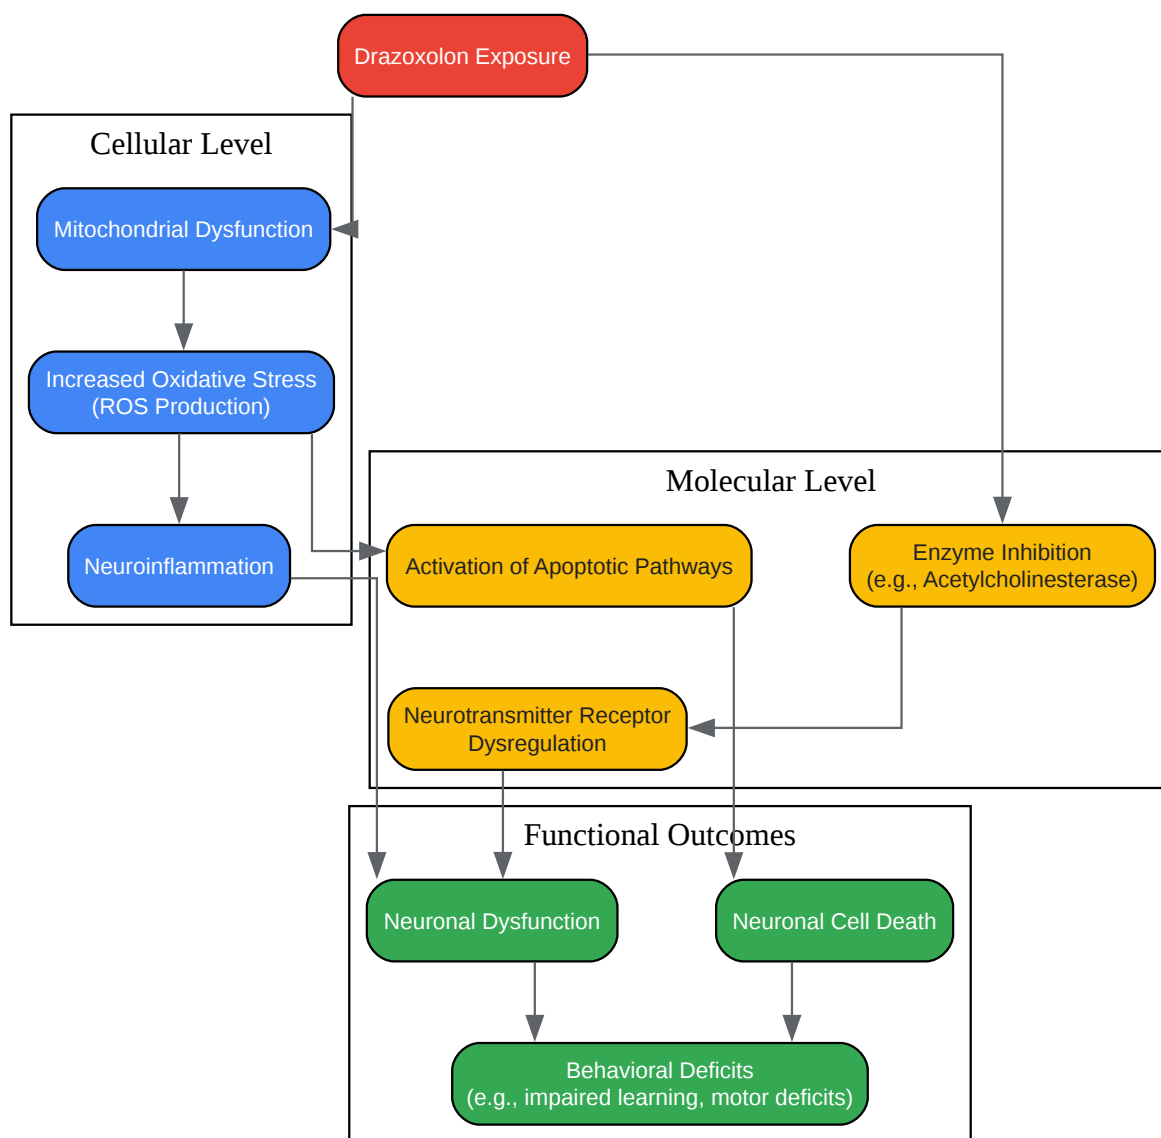 Drazoxolon Exposure
Cellular Level
Mitochondrial Dysfunction
Increased Oxidative Stress
(ROS Production)
Neuroinflammation
Molecular Level
Activation of Apoptotic Pathways
Enzyme Inhibition
(e.g., Acetylcholinesterase)
Neurotransmitter Receptor
Dysregulation
Functional Outcomes
Neuronal Dysfunction
Neuronal Cell Death
Behavioral Deficits
(e.g., impaired learning, motor deficits)